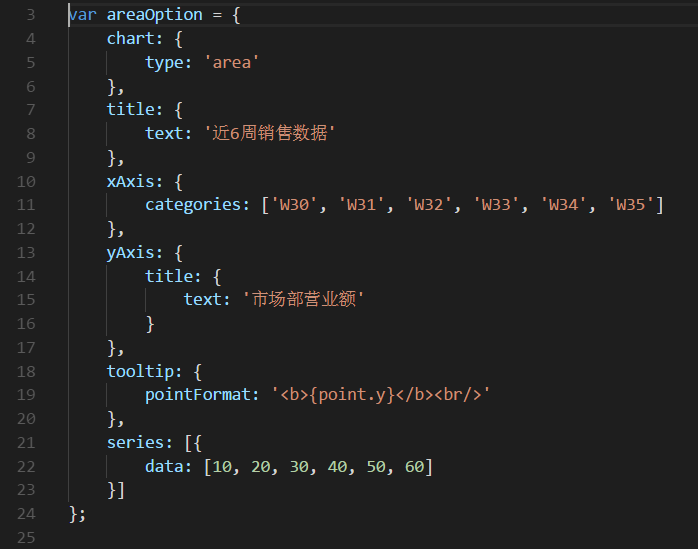 3 var areaOption = {
4 chart: {
5 type: 'area'
6 },
7 title: {
8 text: '近6周销售数据'
9 },
10 xAxis: {
11 categories: ['W30', 'W31', 'W32', 'W33', 'W34', 'W35']
12 },
13 yAxis: {
14 title: {
15 text: '市场部营业额'
16 }
17 },
18 tooltip: {
19 pointFormat: '<b>{point.y}</b><br/>'
20 },
21 series: [{
22 data: [10, 20, 30, 40, 50, 60]
23 }]
24 };
25